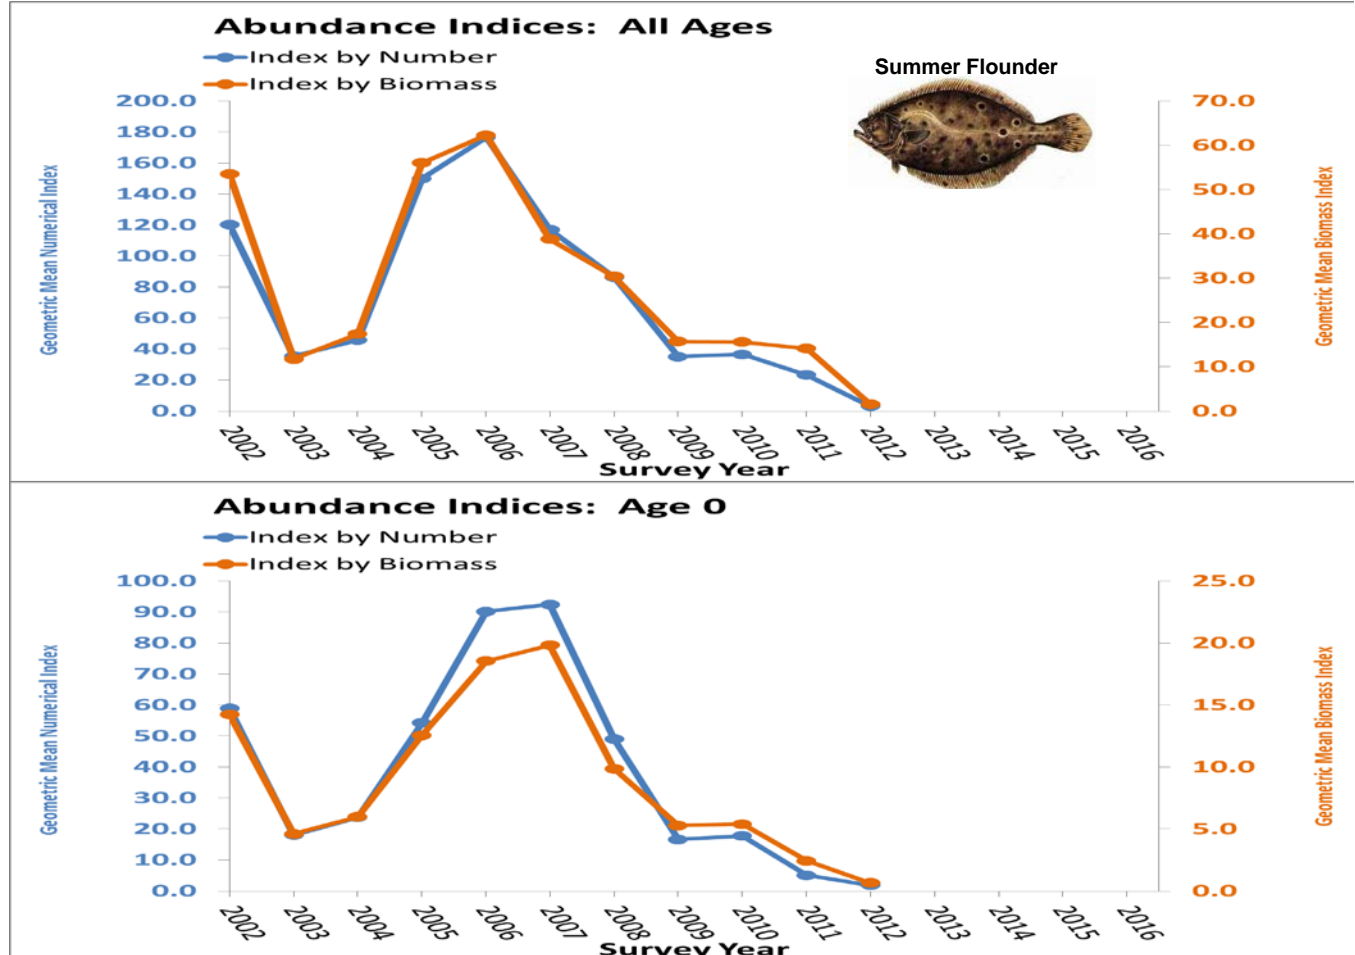 Abundance Indices:  All Ages
Index by Number
Index by Biomass
Summer Flounder
200.0
180.0
160.0
140.0
120.0
100.0
80.0
60.0
40.0
20.0
0.0
Geometric Mean Numerical Index
70.0
60.0
50.0
40.0
30.0
20.0
10.0
0.0
Geometric Mean Biomass Index
2002 2003 2004 2005 2006 2007 2008 2009 2010 2011 2012 2013 2014 2015 2016
Survey Year
Abundance Indices:  Age 0
Index by Number
Index by Biomass
100.0
90.0
80.0
70.0
60.0
50.0
40.0
30.0
20.0
10.0
0.0
Geometric Mean Numerical Index
25.0
20.0
15.0
10.0
5.0
0.0
Geometric Mean Biomass Index
2002 2003 2004 2005 2006 2007 2008 2009 2010 2011 2012 2013 2014 2015 2016
Survey Year